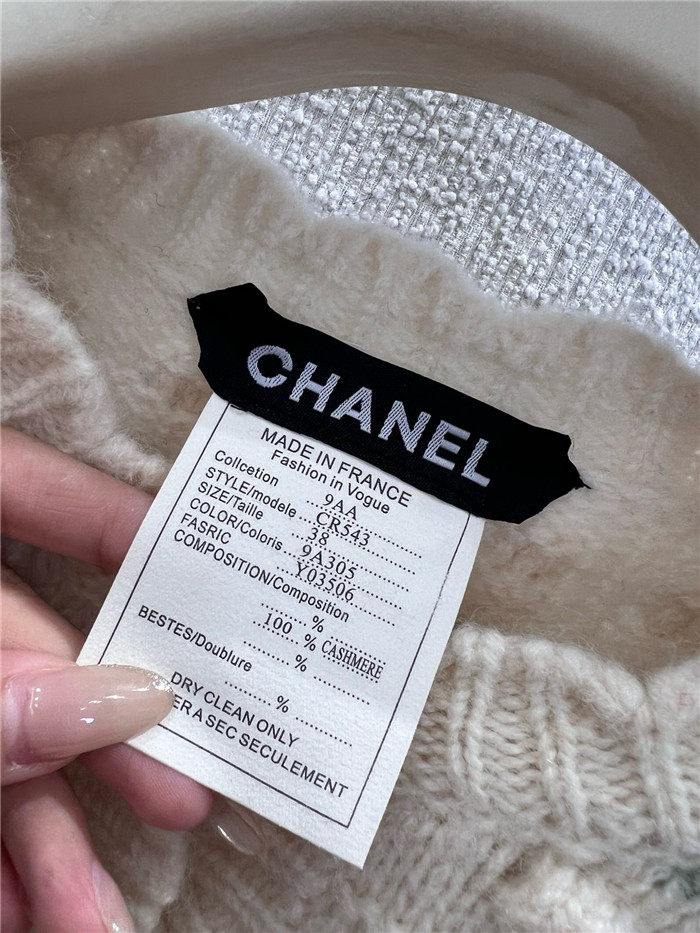 CHANEL
MADE IN FRANCE
Fashion in Vogue
Collcetion 9AA
STYLE/modele CR543
SIZE/Taille 38
COLOR/Coloris 9A305
FASRIC Y03506
COMPOSITION/Composition
.......... %
100 % CASHMERE
.......... % ..............
BESTES/Doublure
.......... % ..............
DRY CLEAN ONLY
ER A SEC SECULEMENT